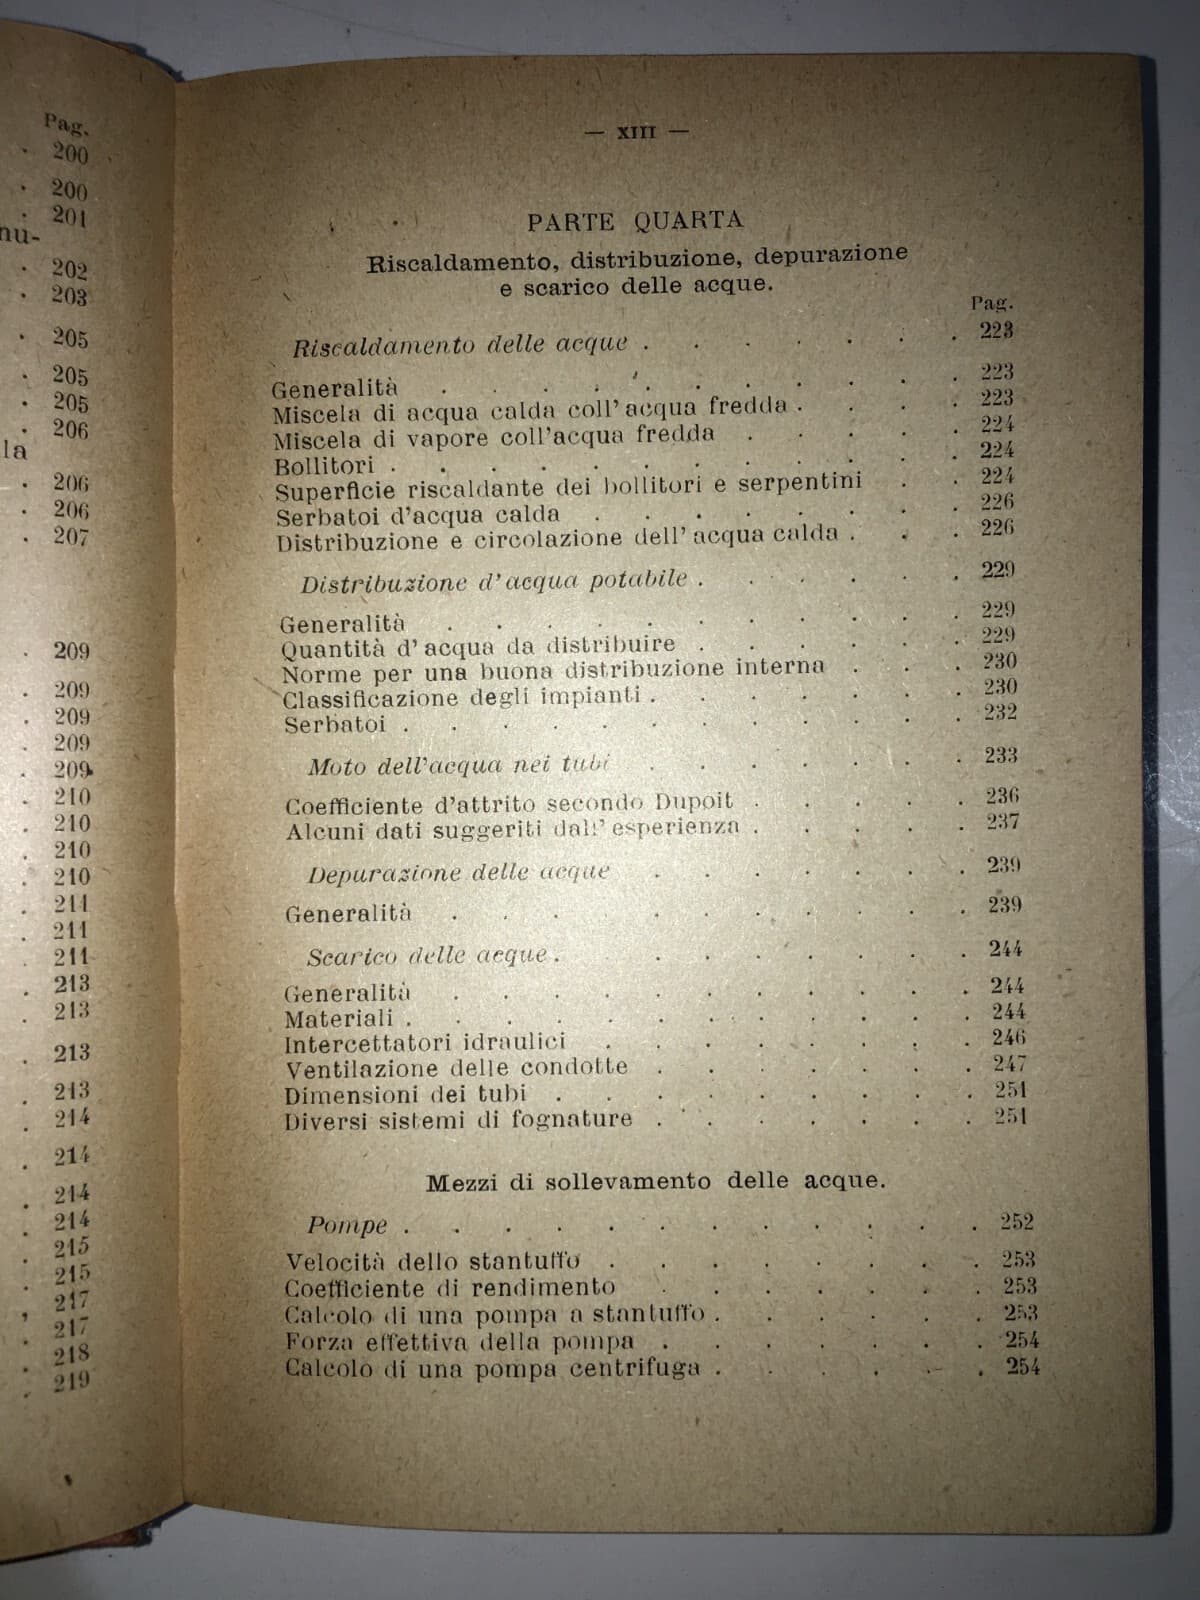 Pag.
. 200
. 200
. 201
nu-
. 202
. 203
. 205
. 205
. 205
. 206
la
. 206
. 206
. 207
. 209
. 209
. 209
. 209
. 209
. 210
. 210
. 210
. 210
. 211
. 211
. 211
. 213
. 213
. 213
. 213
. 214
. 214
. 214
. 214
. 215
. 215
. 217
. 217
. 218
. 219
— XIII —
PARTE QUARTA
Riscaldamento, distribuzione, depurazione
e scarico delle acque.
Pag.
Riscaldamento delle acque . . . . . . . 223
Generalità . . . . . . . . . . . 223
Miscela di acqua calda coll'acqua fredda . . . . 223
Miscela di vapore coll'acqua fredda . . . . . 224
Bollitori . . . . . . . . . . . . 224
Superficie riscaldante dei bollitori e serpentini . . 224
Serbatoi d'acqua calda . . . . . . . . 226
Distribuzione e circolazione dell'acqua calda . . . 226
Distribuzione d'acqua potabile . . . . . . 229
Generalità . . . . . . . . . . . 229
Quantità d'acqua da distribuire . . . . . . 229
Norme per una buona distribuzione interna . . . 230
Classificazione degli impianti . . . . . . . 230
Serbatoi . . . . . . . . . . . . 232
Moto dell'acqua nei tubi . . . . . . . 233
Coefficiente d'attrito secondo Dupoit . . . . . 236
Alcuni dati suggeriti dall'esperienza . . . . . 237
Depurazione delle acque . . . . . . . 239
Generalità . . . . . . . . . . . 239
Scarico delle acque . . . . . . . . . 244
Generalità . . . . . . . . . . . 244
Materiali . . . . . . . . . . . . 244
Intercettatori idraulici . . . . . . . . 246
Ventilazione delle condotte . . . . . . . 247
Dimensioni dei tubi . . . . . . . . . 251
Diversi sistemi di fognature . . . . . . . 251
Mezzi di sollevamento delle acque.
Pompe . . . . . . . . . . . . 252
Velocità dello stantuffo . . . . . . . . 253
Coefficiente di rendimento . . . . . . . 253
Calcolo di una pompa a stantuffo . . . . . . 253
Forza effettiva della pompa . . . . . . . 254
Calcolo di una pompa centrifuga . . . . . . 254